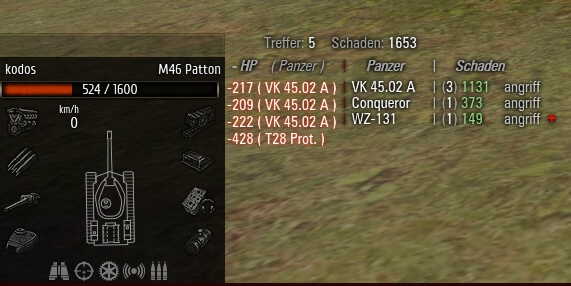 Treffer: 5 Schaden: 1653
- HP ( Panzer ) | Panzer | Schaden
kodos M46 Patton
524 / 1600
-217 ( VK 45.02 A ) | VK 45.02 A | (3) 1131 angriff
km/h
-209 ( VK 45.02 A ) | Conqueror | (1) 373 angriff
0
-222 ( VK 45.02 A ) | WZ-131 | (1) 149 angriff
-428 ( T28 Prot. )